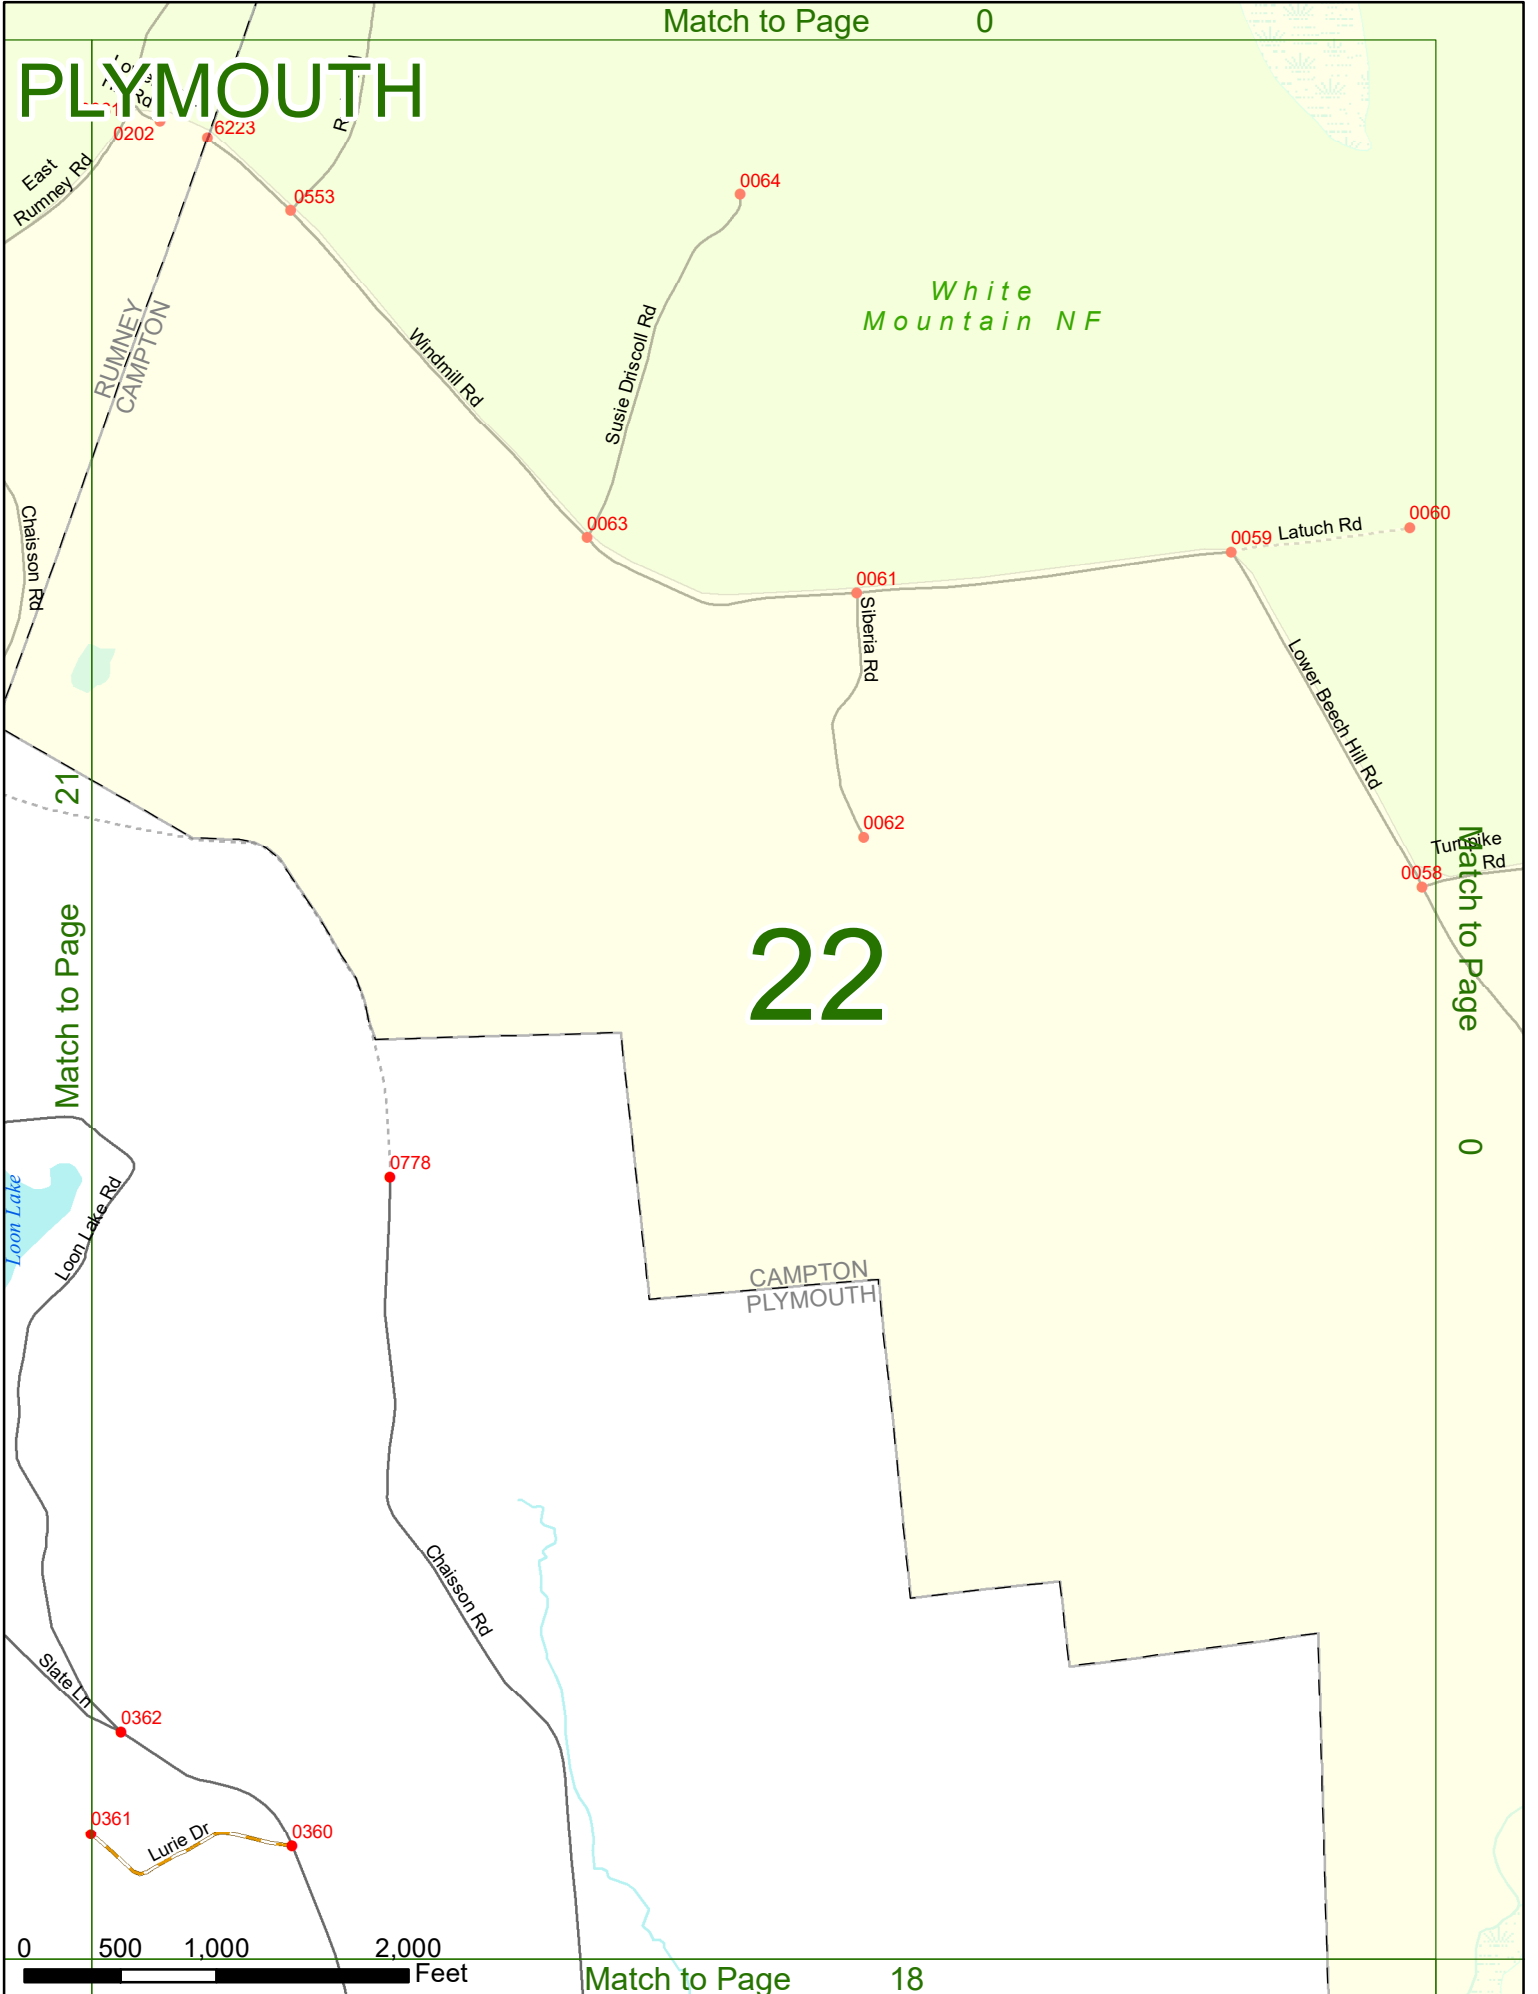 Match to Page 0
PLYMOUTH
Rd
0202
6223
East
Rumney Rd
0553
0064
White
Mountain NF
RUMNEY
CAMPTON
Windmill Rd
Susie Driscoll Rd
Chaisson Rd
0063
0061
Siberia Rd
0059
Latuch Rd
0060
Lower Beech Hill Rd
0062
Turnpike
Rd
0058
Match to Page 21
Match to Page 0
22
0778
Loon Lake
Loon Lake Rd
CAMPTON
PLYMOUTH
Chaisson Rd
Slate Ln
0362
0361
Lurie Dr
0360
0 500 1,000 2,000
Feet
Match to Page 18